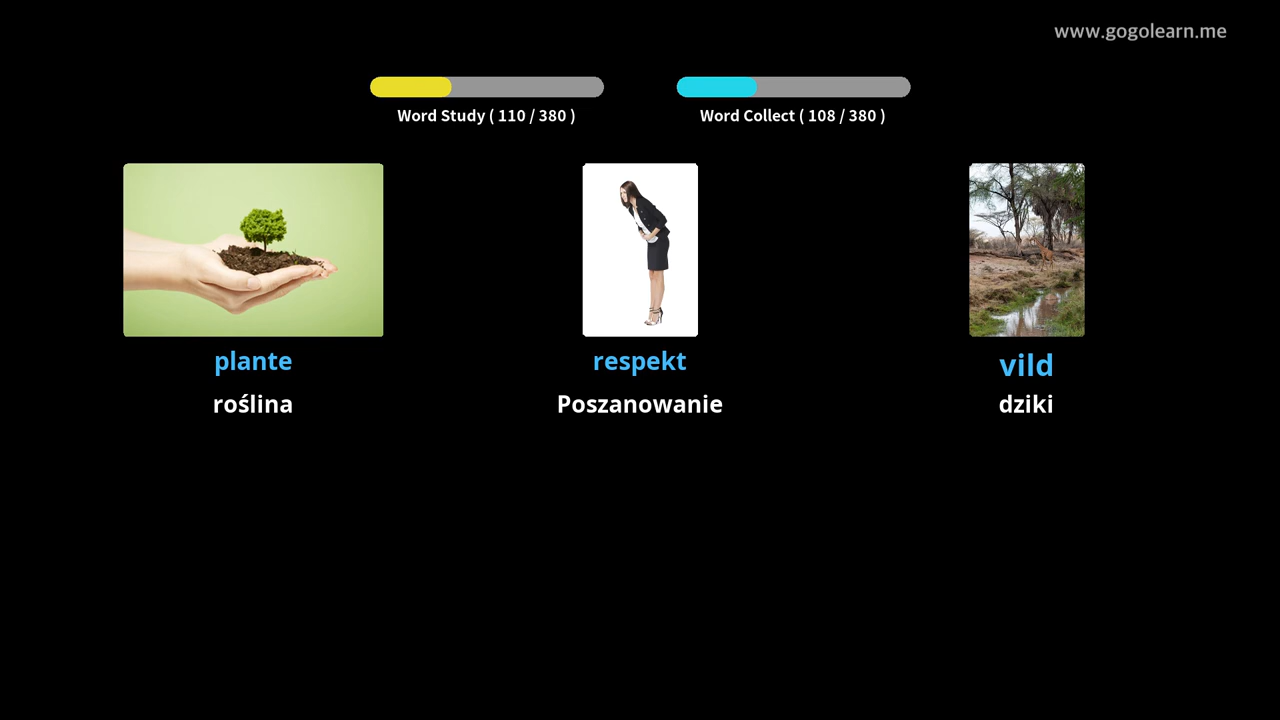 www.gogolearn.me
Word Study ( 110 / 380 )
Word Collect ( 108 / 380 )
plante
respekt
vild
roślina
Poszanowanie
dziki